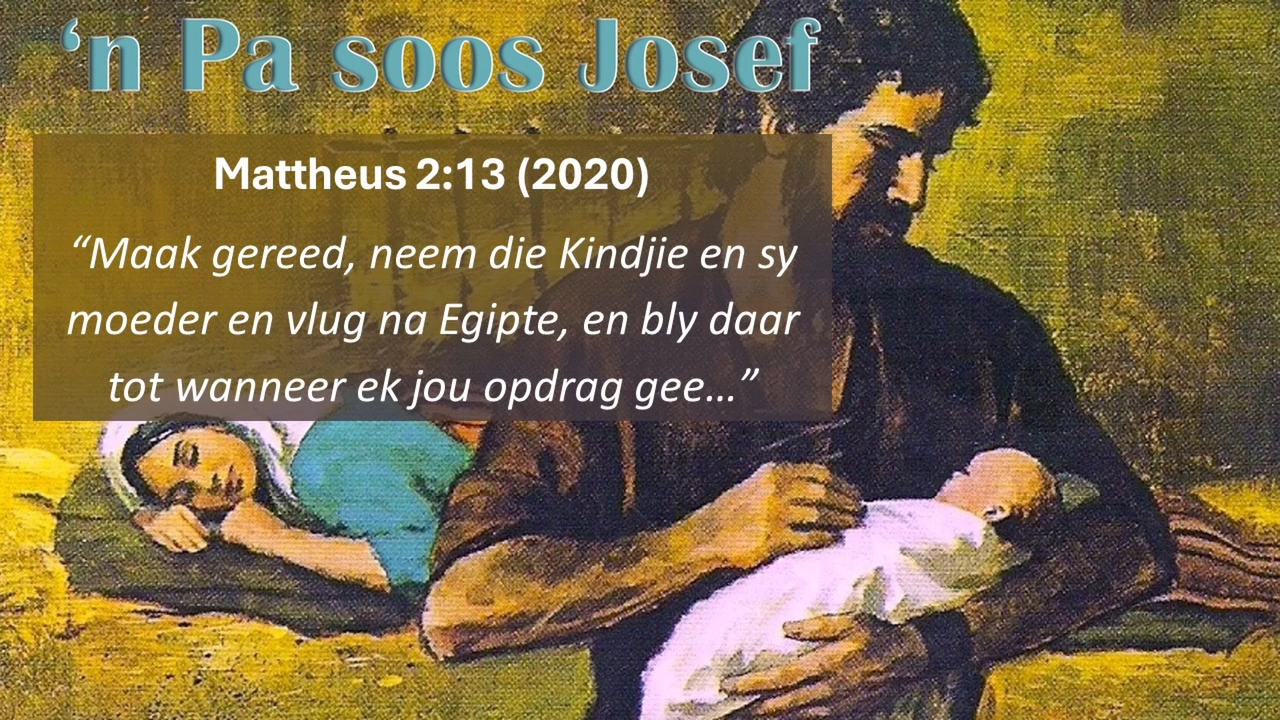 ‘n Pa soos Josef
Mattheus 2:13 (2020)
“Maak gereed, neem die Kindjie en sy
moeder en vlug na Egipte, en bly daar
tot wanneer ek jou opdrag gee…”